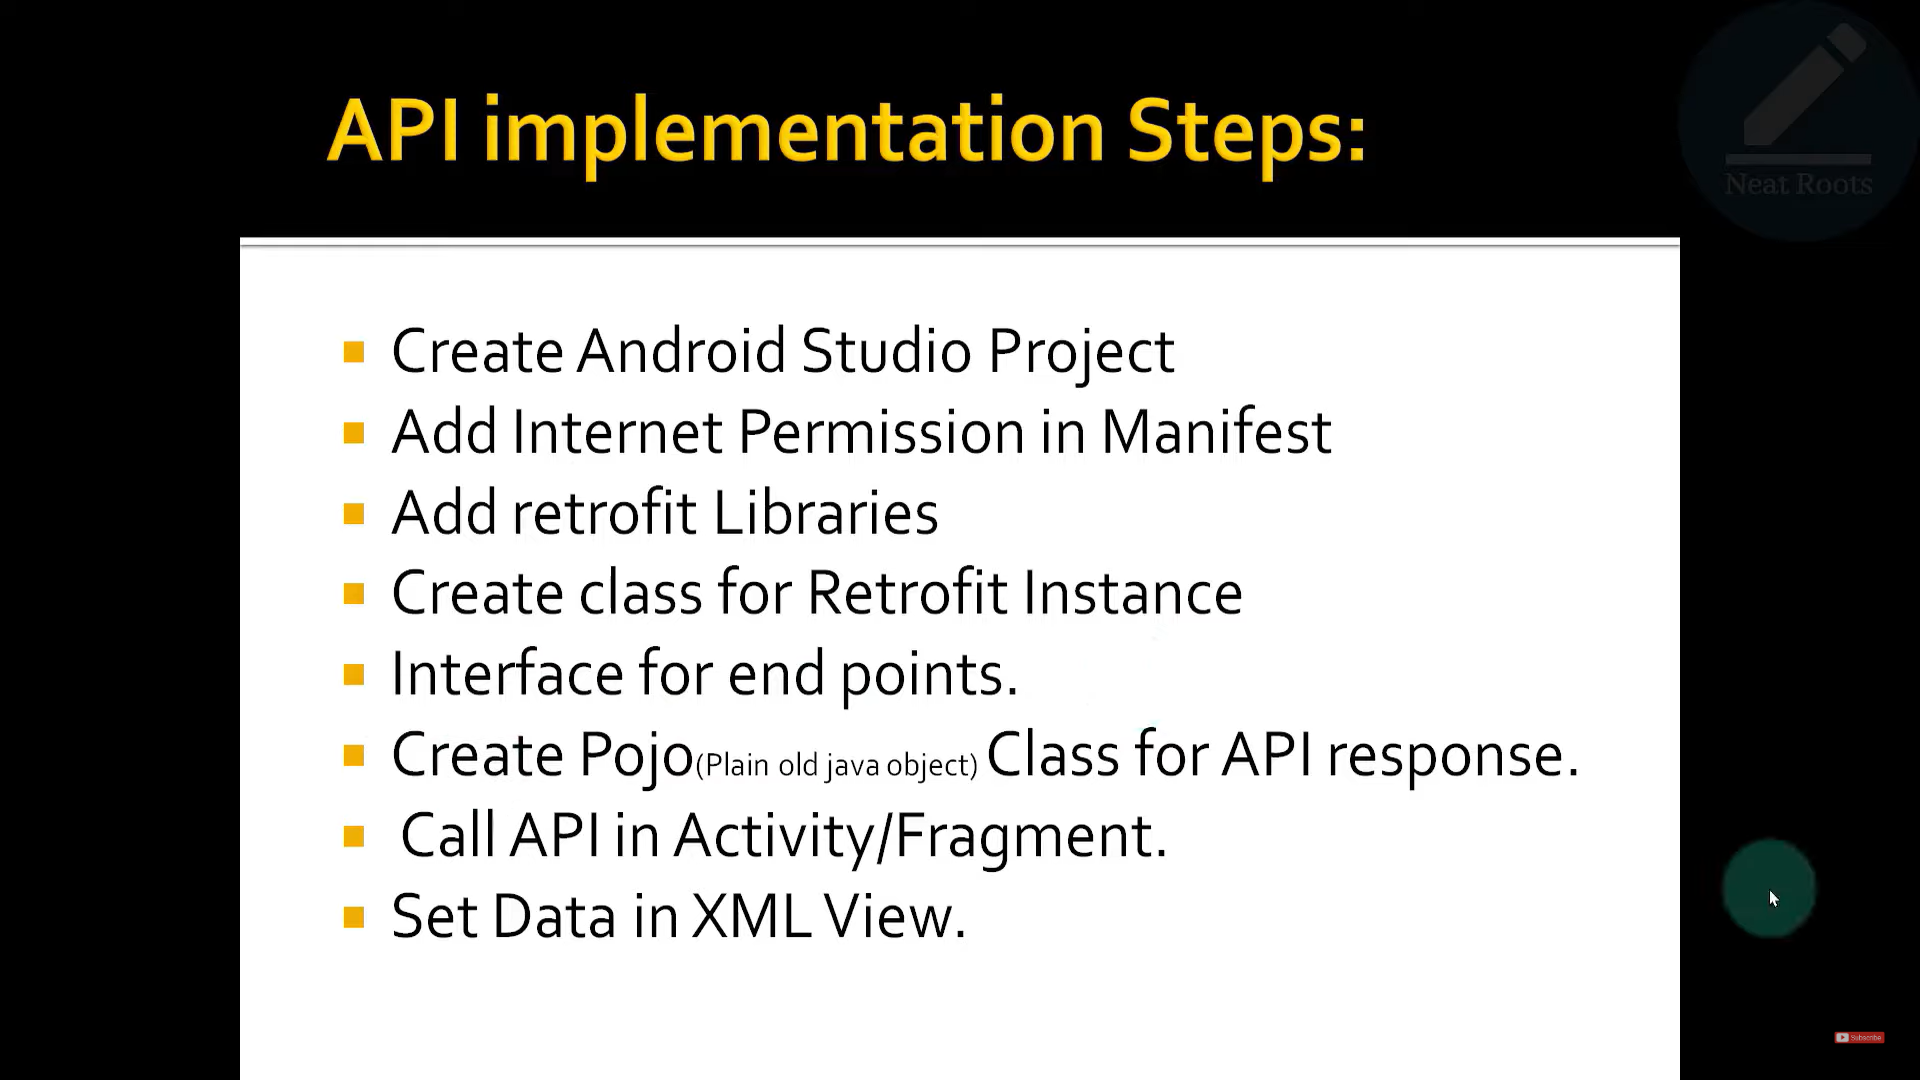 API implementation Steps:
Neat Roots
Create Android Studio Project
Add Internet Permission in Manifest
Add retrofit Libraries
Create class for Retrofit Instance
Interface for end points.
Create Pojo(Plain old java object) Class for API response.
Call API in Activity/Fragment.
Set Data in XML View.
Subscribe